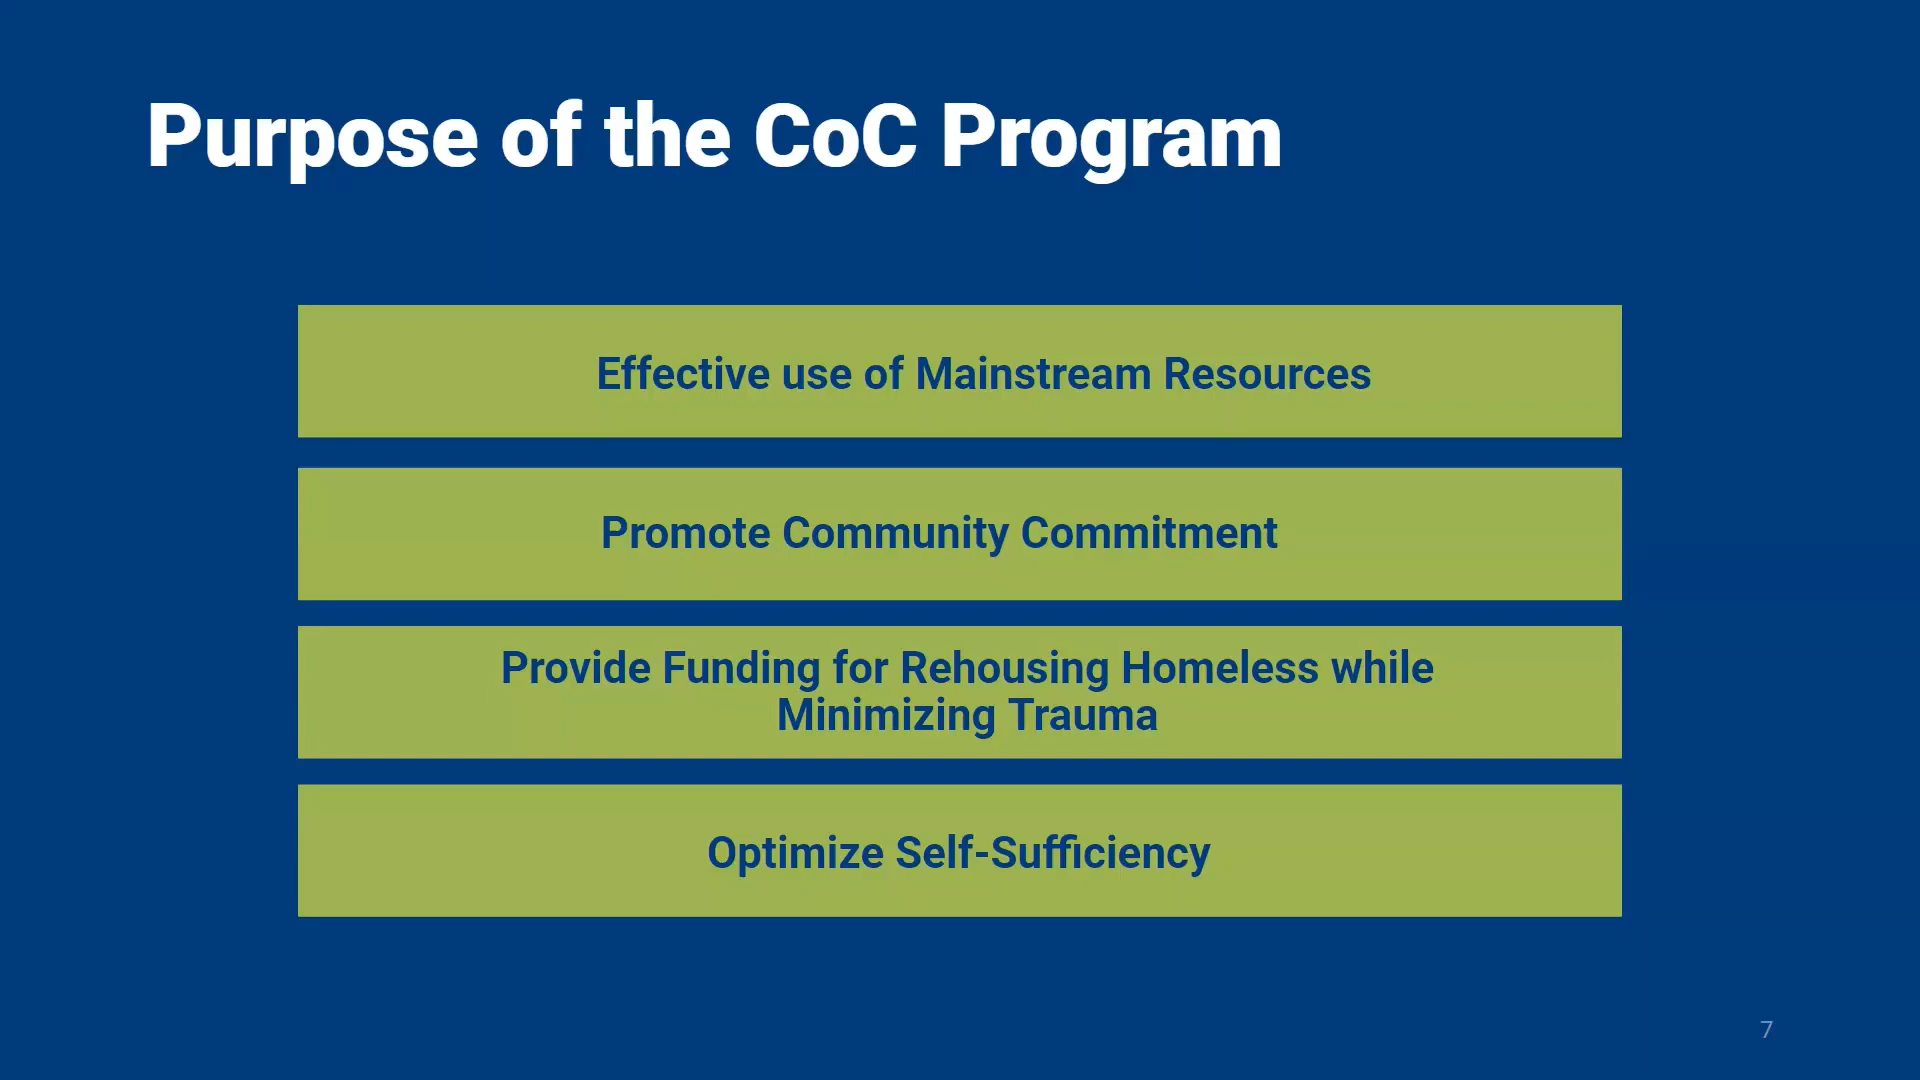 Purpose of the CoC Program
Effective use of Mainstream Resources
Promote Community Commitment
Provide Funding for Rehousing Homeless while
Minimizing Trauma
Optimize Self-Sufficiency
7